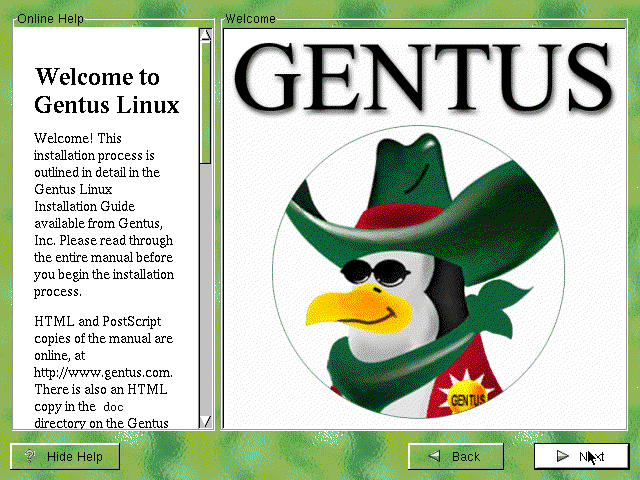 Online Help
Welcome to
Gentus Linux
Welcome! This
installation process is
outlined in detail in the
Gentus Linux
Installation Guide
available from Gentus,
Inc. Please read through
the entire manual before
you begin the installation
process.
HTML and PostScript
copies of the manual are
online, at
http://www.gentus.com.
There is also an HTML
copy in the doc
directory on the Gentus
Welcome
GENTUS
GENTUS
Hide Help
Back
Next